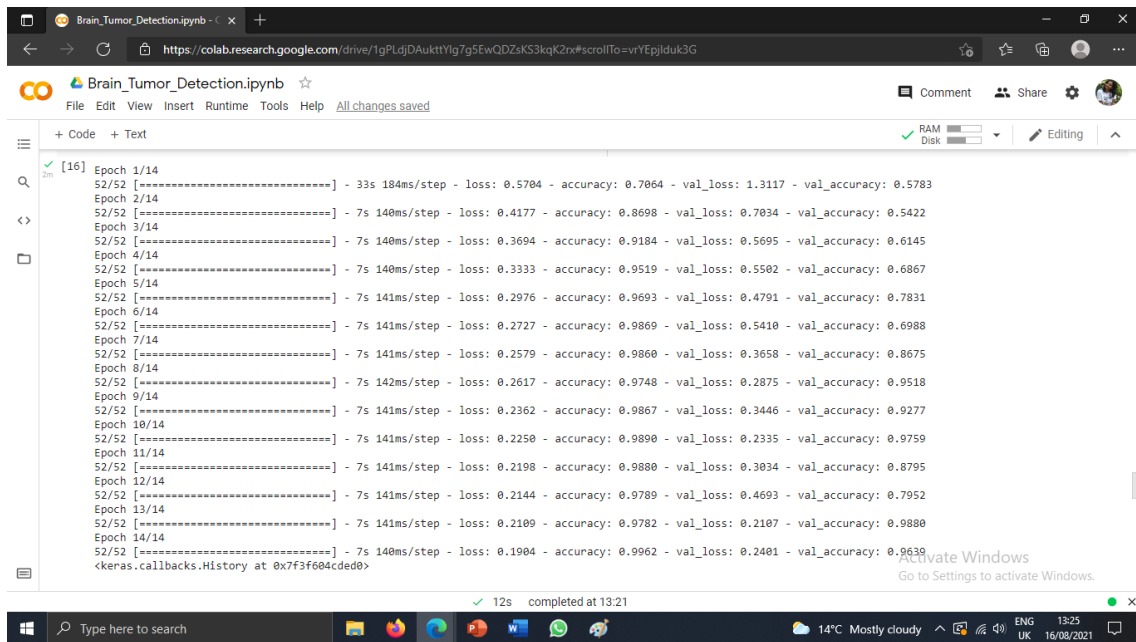 Brain_Tumor_Detection.ipynb - C
https://colab.research.google.com/drive/1gPLdjDAukttYlg7g5EwQDZsKS3kqK2rx#scrollTo=vrYEpjlduk3G
Brain_Tumor_Detection.ipynb
Comment Share
File Edit View Insert Runtime Tools Help All changes saved
+ Code + Text
RAM
Disk
Editing
[16]
2m
Epoch 1/14
52/52 [==============================] - 33s 184ms/step - loss: 0.5704 - accuracy: 0.7064 - val_loss: 1.3117 - val_accuracy: 0.5783
Epoch 2/14
52/52 [==============================] - 7s 140ms/step - loss: 0.4177 - accuracy: 0.8698 - val_loss: 0.7034 - val_accuracy: 0.5422
Epoch 3/14
52/52 [==============================] - 7s 140ms/step - loss: 0.3694 - accuracy: 0.9184 - val_loss: 0.5695 - val_accuracy: 0.6145
Epoch 4/14
52/52 [==============================] - 7s 140ms/step - loss: 0.3333 - accuracy: 0.9519 - val_loss: 0.5502 - val_accuracy: 0.6867
Epoch 5/14
52/52 [==============================] - 7s 141ms/step - loss: 0.2976 - accuracy: 0.9693 - val_loss: 0.4791 - val_accuracy: 0.7831
Epoch 6/14
52/52 [==============================] - 7s 141ms/step - loss: 0.2727 - accuracy: 0.9869 - val_loss: 0.5410 - val_accuracy: 0.6988
Epoch 7/14
52/52 [==============================] - 7s 141ms/step - loss: 0.2579 - accuracy: 0.9860 - val_loss: 0.3658 - val_accuracy: 0.8675
Epoch 8/14
52/52 [==============================] - 7s 142ms/step - loss: 0.2617 - accuracy: 0.9748 - val_loss: 0.2875 - val_accuracy: 0.9518
Epoch 9/14
52/52 [==============================] - 7s 141ms/step - loss: 0.2362 - accuracy: 0.9867 - val_loss: 0.3446 - val_accuracy: 0.9277
Epoch 10/14
52/52 [==============================] - 7s 141ms/step - loss: 0.2250 - accuracy: 0.9890 - val_loss: 0.2335 - val_accuracy: 0.9759
Epoch 11/14
52/52 [==============================] - 7s 141ms/step - loss: 0.2198 - accuracy: 0.9880 - val_loss: 0.3034 - val_accuracy: 0.8795
Epoch 12/14
52/52 [==============================] - 7s 141ms/step - loss: 0.2144 - accuracy: 0.9789 - val_loss: 0.4693 - val_accuracy: 0.7952
Epoch 13/14
52/52 [==============================] - 7s 141ms/step - loss: 0.2109 - accuracy: 0.9782 - val_loss: 0.2107 - val_accuracy: 0.9880
Epoch 14/14
52/52 [==============================] - 7s 140ms/step - loss: 0.1904 - accuracy: 0.9962 - val_loss: 0.2401 - val_accuracy: 0.9639
<keras.callbacks.History at 0x7f3f604cded0>
Activate Windows
Go to Settings to activate Windows.
12s completed at 13:21
Type here to search
14°C Mostly cloudy
ENG
UK
13:25
16/08/2021